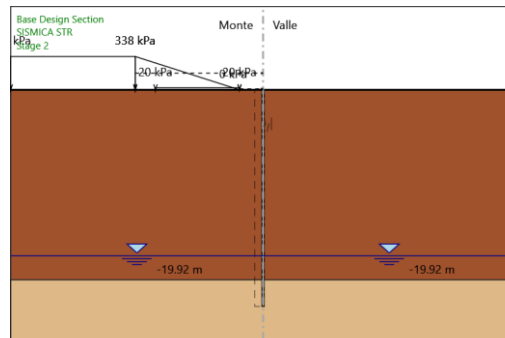 Base Design Section
SISMICA STR
Stage 2
Monte
Valle
kPa
338 kPa
20 kPa
20 kPa
0 kPa
-19.92 m
-19.92 m